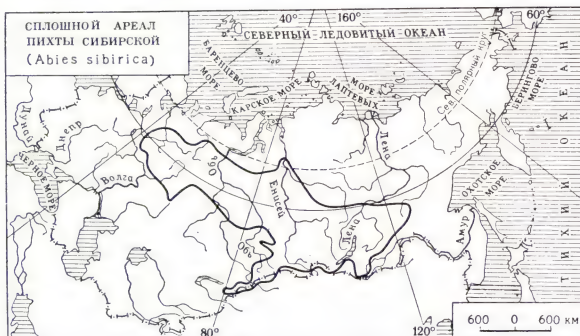 СПЛОШНОЙ АРЕАЛ
ПИХТЫ СИБИРСКОЙ
(Abies sibirica)
40°
160°
60°
СЕВЕРНЫЙ ЛЕДОВИТЫЙ ОКЕАН
БАРЕНЦЕВО
МОРЕ
КАРСКОЕ МОРЕ
МОРЕ
ЛАПТЕВЫХ
Сев. полярный круг
БЕРИНГОВО
МОРЕ
Дунай
Днепр
ЧЕРНОЕ МОРЕ
Волга
Обь
Енисей
Лена
Обь
Лена
Амур
ОХОТСКОЕ
МОРЕ
ТИХИЙ ОКЕАН
80°
120°
600 0 600 км